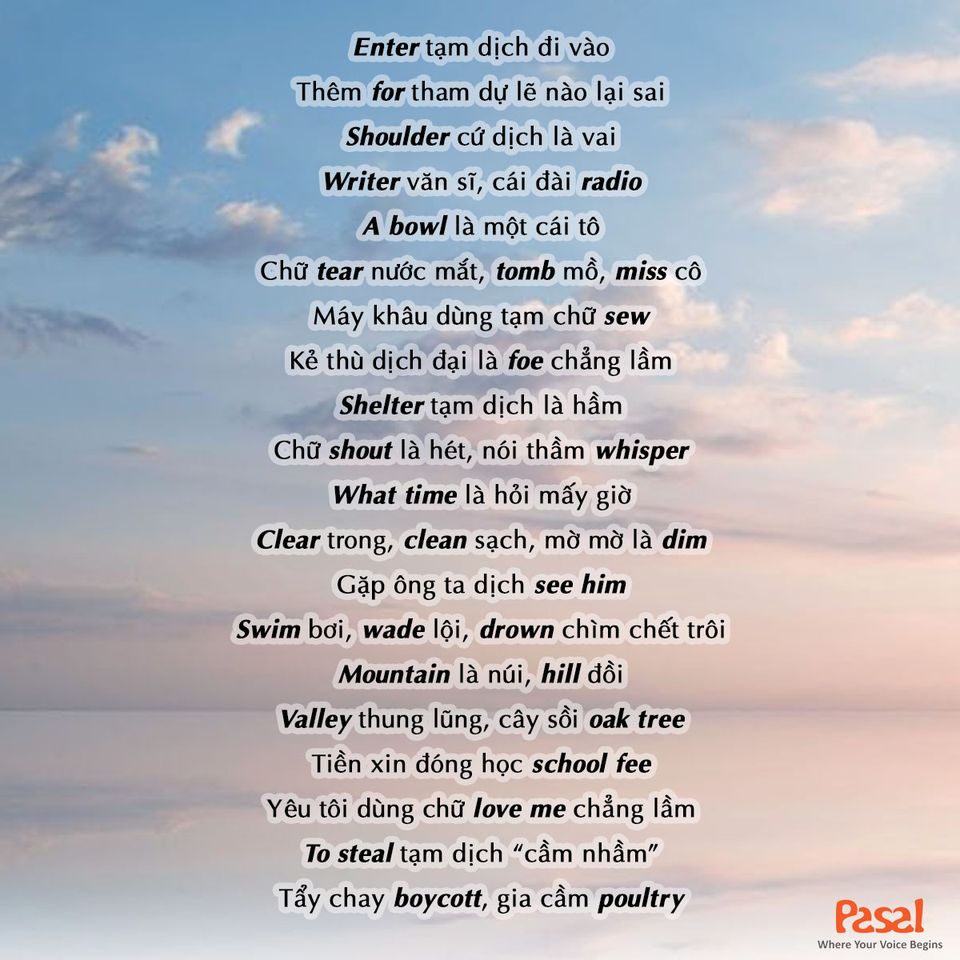 Enter tạm dịch đi vào
Thêm for tham dự lẽ nào lại sai
Shoulder cứ dịch là vai
Writer văn sĩ, cái đài radio
A bowl là một cái tô
Chữ tear nước mắt, tomb mồ, miss cô
Máy khâu dùng tạm chữ sew
Kẻ thù dịch đại là foe chẳng lầm
Shelter tạm dịch là hầm
Chữ shout là hét, nói thầm whisper
What time là hỏi mấy giờ
Clear trong, clean sạch, mờ mờ là dim
Gặp ông ta dịch see him
Swim bơi, wade lội, drown chìm chết trôi
Mountain là núi, hill đồi
Valley thung lũng, cây sồi oak tree
Tiền xin đóng học school fee
Yêu tôi dùng chữ love me chẳng lầm
To steal tạm dịch “cầm nhầm”
Tẩy chay boycott, gia cầm poultry
Pasal
Where Your Voice Begins